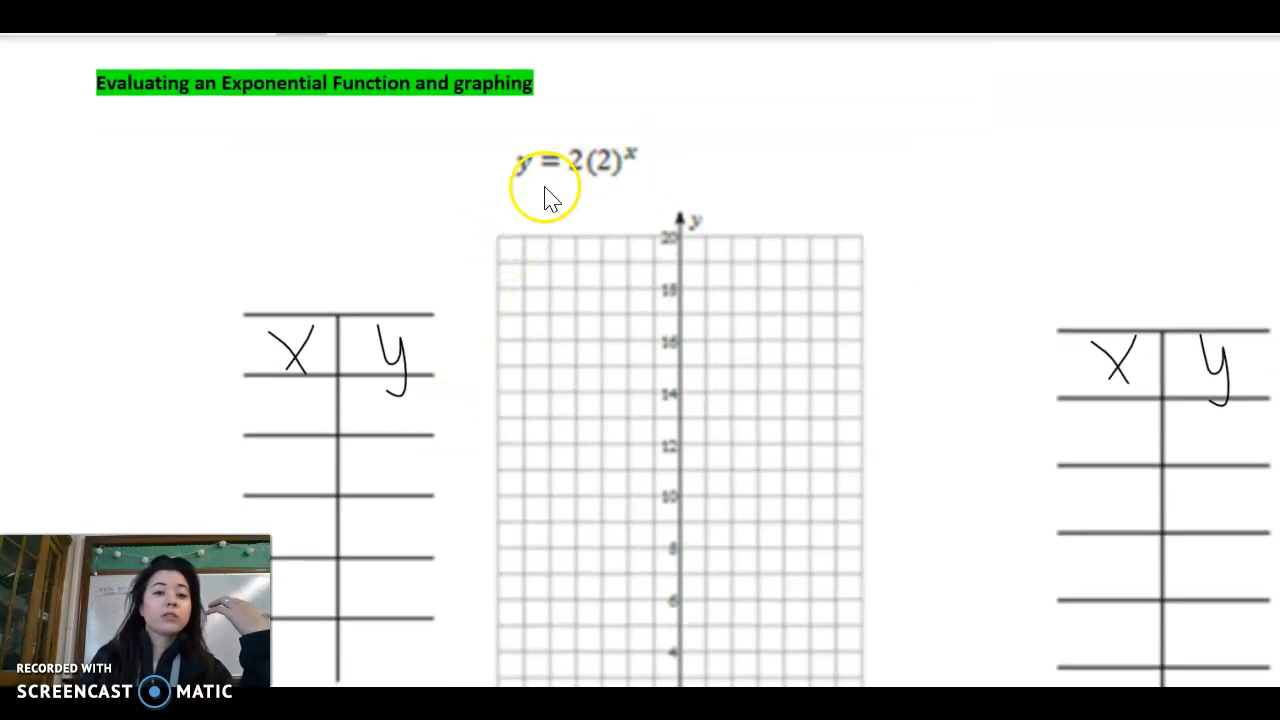 Evaluating an Exponential Function and graphing
y = 2(2)^x
y
20
18
16
14
12
10
8
6
4
x y
x y
RECORDED WITH
SCREENCAST MATIC